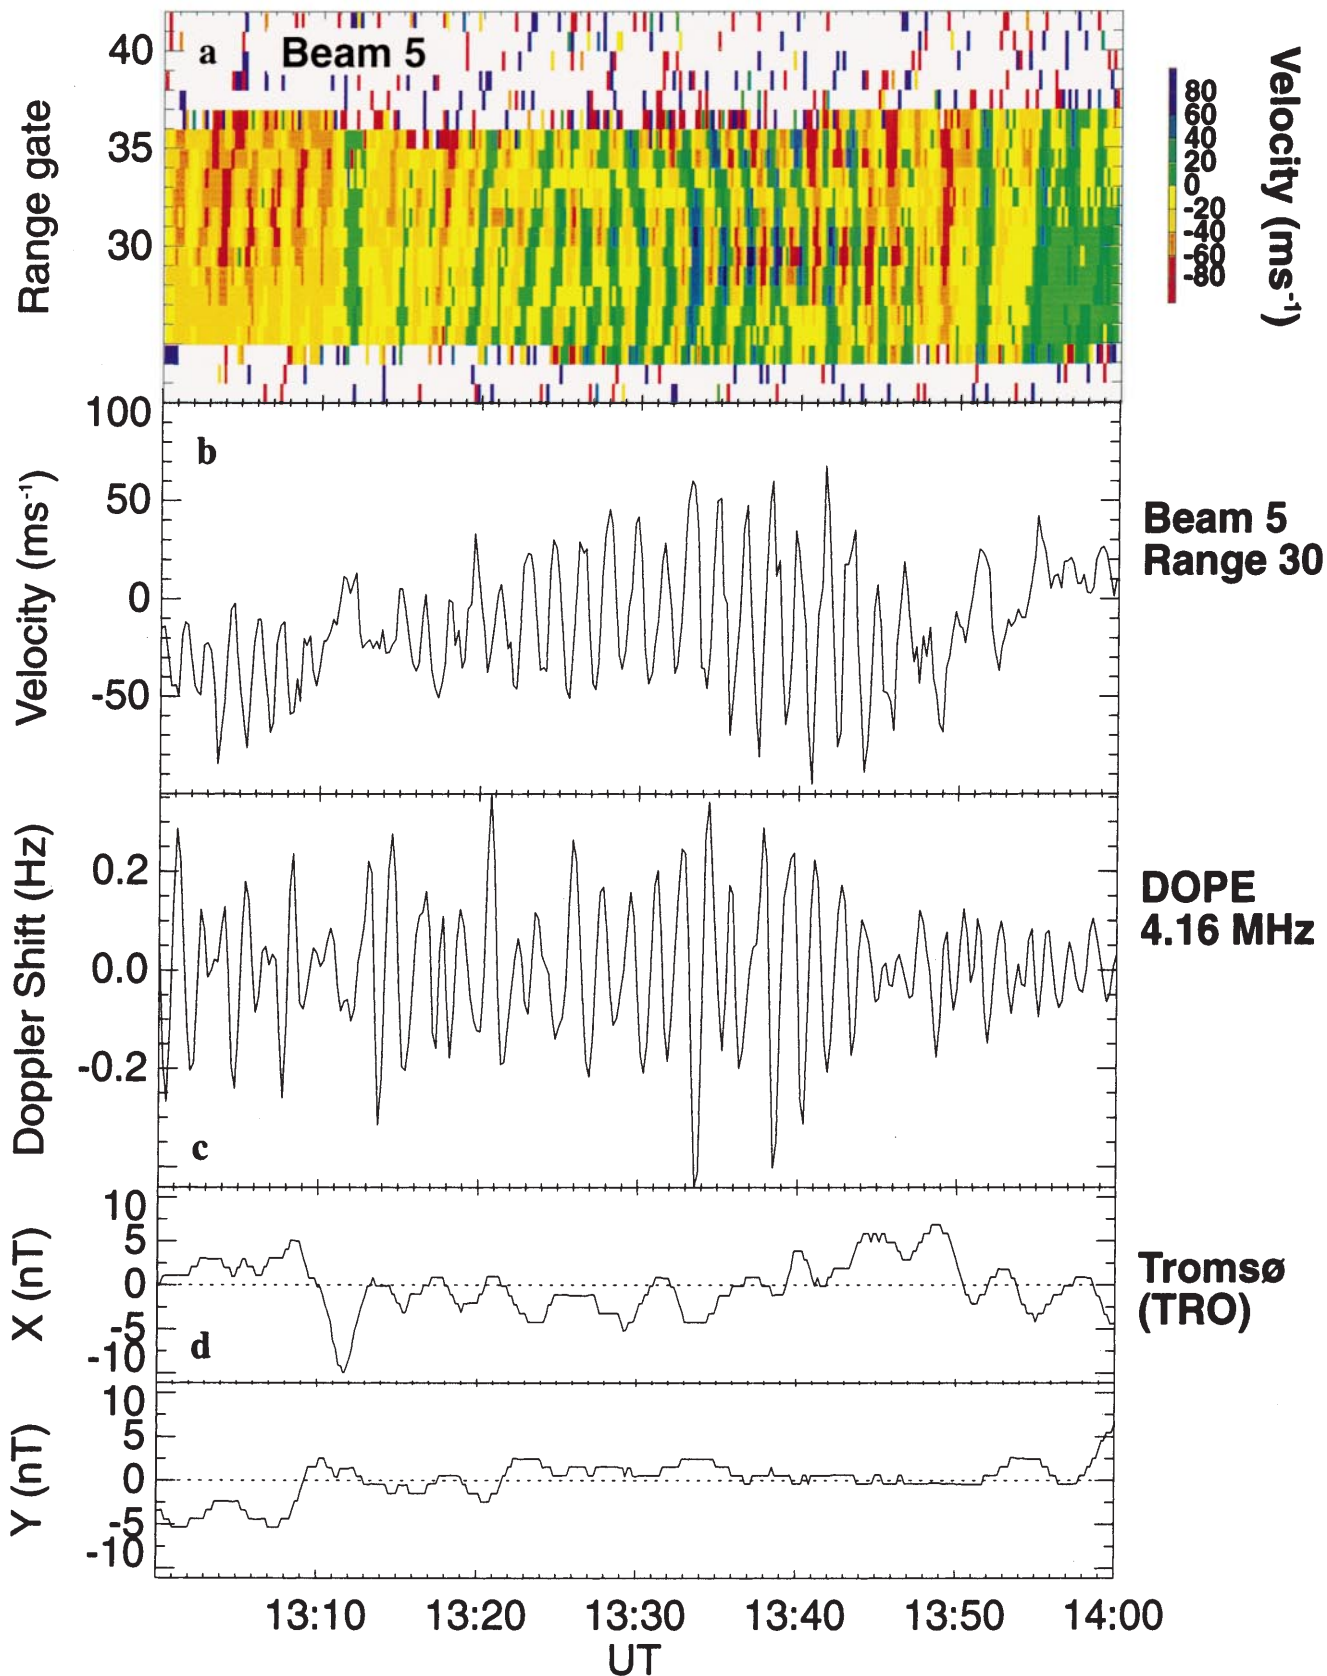 a Beam 5
40
35
30
Range gate
80
60
40
20
0
-20
-40
-60
-80
Velocity (ms-1)
b
100
50
0
-50
Velocity (ms-1)
Beam 5
Range 30
0.2
0.0
-0.2
Doppler Shift (Hz)
c
DOPE
4.16 MHz
10
5
0
-5
-10
X (nT)
d
Tromsø
(TRO)
10
5
0
-5
-10
Y (nT)
13:10 13:20 13:30 13:40 13:50 14:00
UT